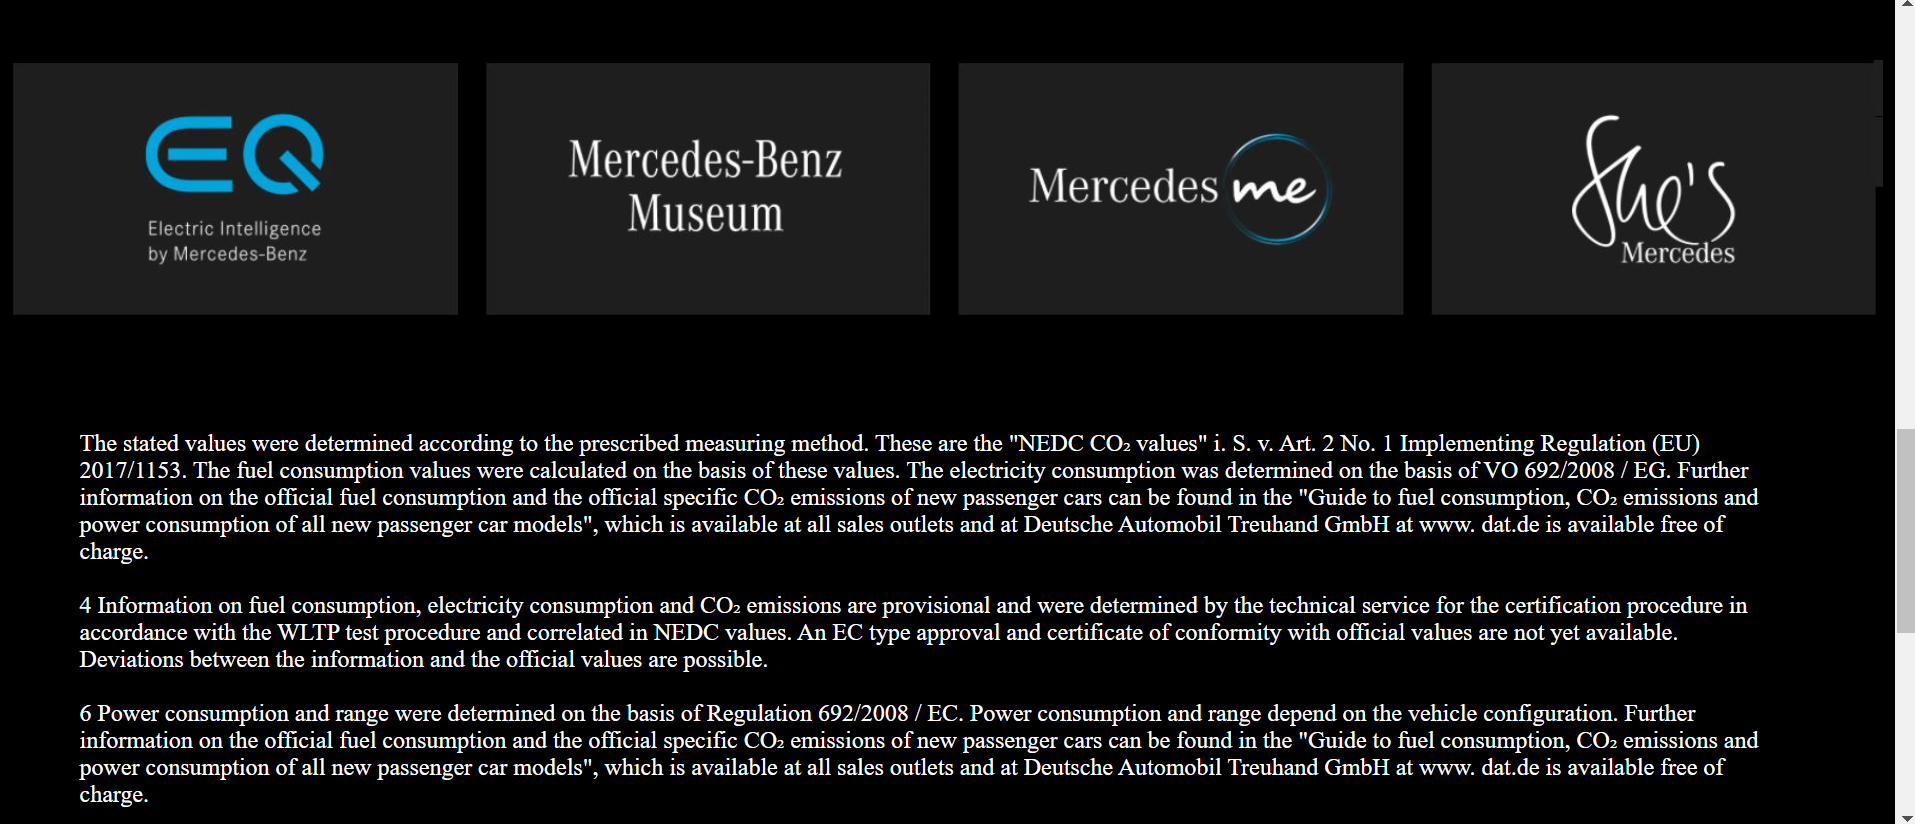 EQ
Electric Intelligence
by Mercedes-Benz
Mercedes-Benz
Museum
Mercedes me
She's
Mercedes
The stated values were determined according to the prescribed measuring method. These are the "NEDC CO₂ values" i. S. v. Art. 2 No. 1 Implementing Regulation (EU)
2017/1153. The fuel consumption values were calculated on the basis of these values. The electricity consumption was determined on the basis of VO 692/2008 / EG. Further
information on the official fuel consumption and the official specific CO₂ emissions of new passenger cars can be found in the "Guide to fuel consumption, CO₂ emissions and
power consumption of all new passenger car models", which is available at all sales outlets and at Deutsche Automobil Treuhand GmbH at www. dat.de is available free of
charge.
4 Information on fuel consumption, electricity consumption and CO₂ emissions are provisional and were determined by the technical service for the certification procedure in
accordance with the WLTP test procedure and correlated in NEDC values. An EC type approval and certificate of conformity with official values are not yet available.
Deviations between the information and the official values are possible.
6 Power consumption and range were determined on the basis of Regulation 692/2008 / EC. Power consumption and range depend on the vehicle configuration. Further
information on the official fuel consumption and the official specific CO₂ emissions of new passenger cars can be found in the "Guide to fuel consumption, CO₂ emissions and
power consumption of all new passenger car models", which is available at all sales outlets and at Deutsche Automobil Treuhand GmbH at www. dat.de is available free of
charge.